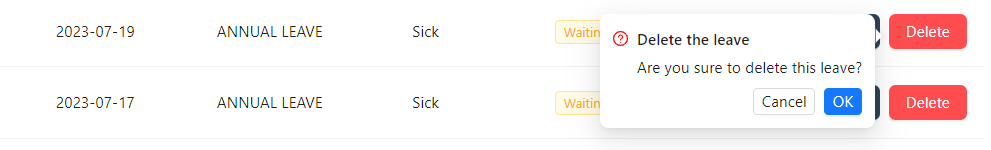 2023-07-19 ANNUAL LEAVE Sick Delete
Delete the leave
Are you sure to delete this leave?
2023-07-17 ANNUAL LEAVE Sick Cancel OK Delete